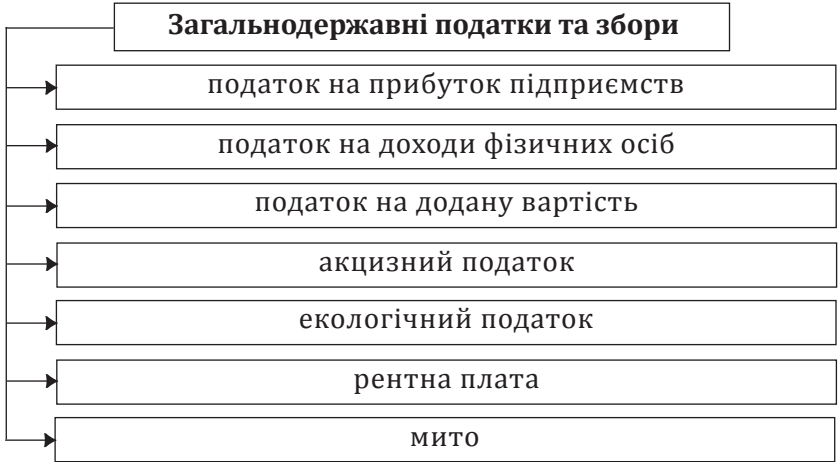 Загальнодержавні податки та збори
податок на прибуток підприємств
податок на доходи фізичних осіб
податок на додану вартість
акцизний податок
екологічний податок
рентна плата
мито